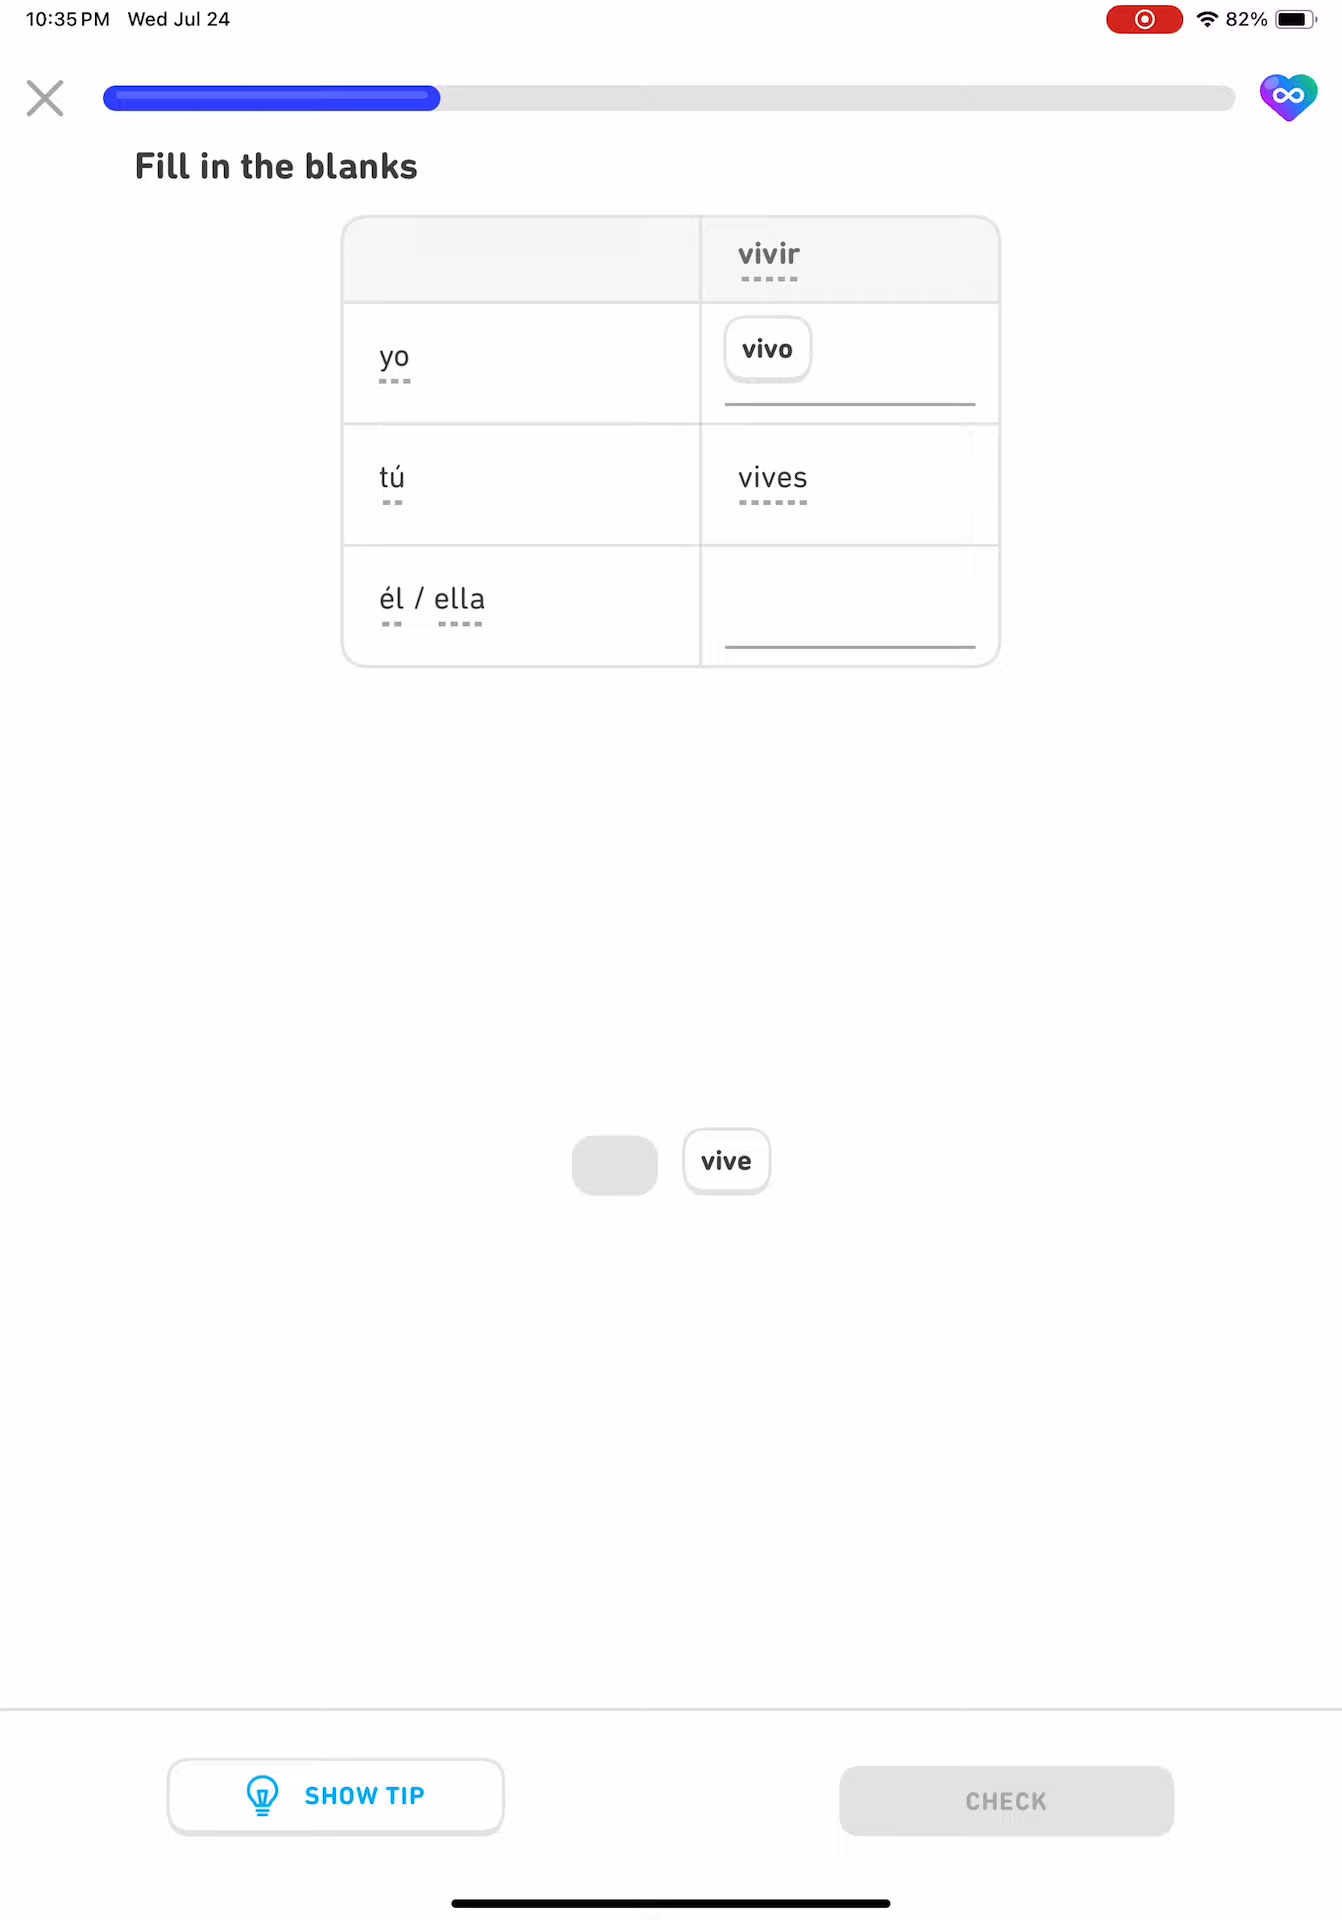 10:35 PM Wed Jul 24
82%
Fill in the blanks
vivir
yo
vivo
tú
vives
él / ella
vive
SHOW TIP
CHECK